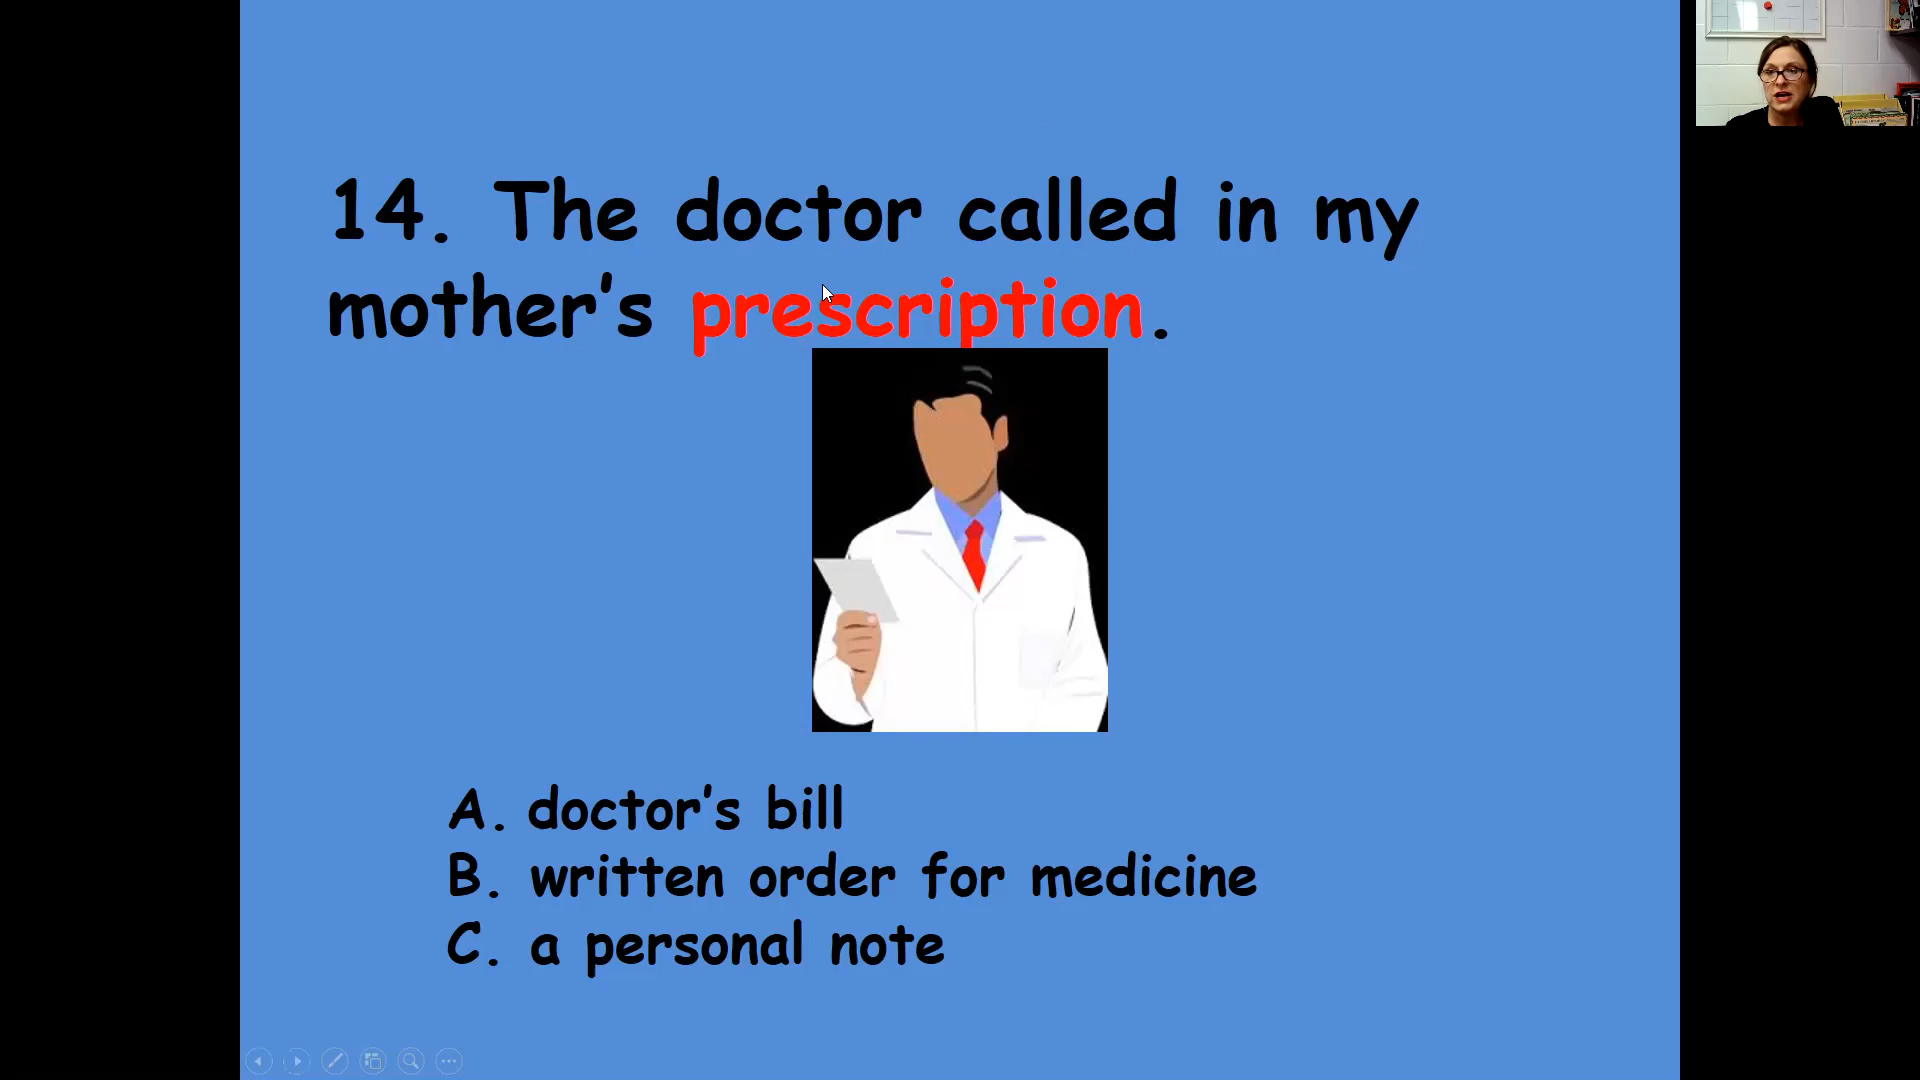 14. The doctor called in my
mother’s prescription.
A. doctor’s bill
B. written order for medicine
C. a personal note